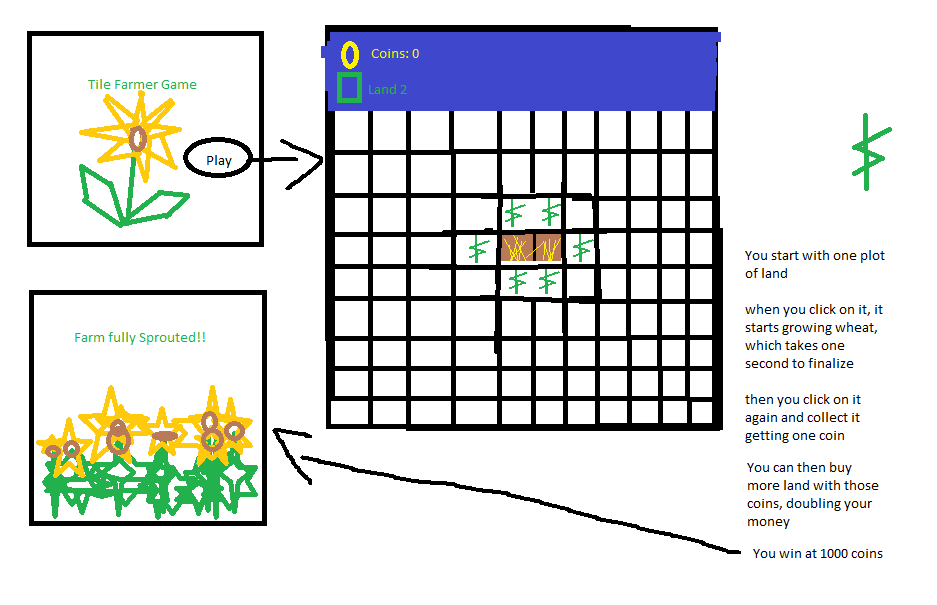 Tile Farmer Game
Play
Coins: 0
Land 2
You start with one plot
of land
when you click on it, it
starts growing wheat,
which takes one
second to finalize
then you click on it
again and collect it
getting one coin
You can then buy
more land with those
coins, doubling your
money
You win at 1000 coins
Farm fully Sprouted!!